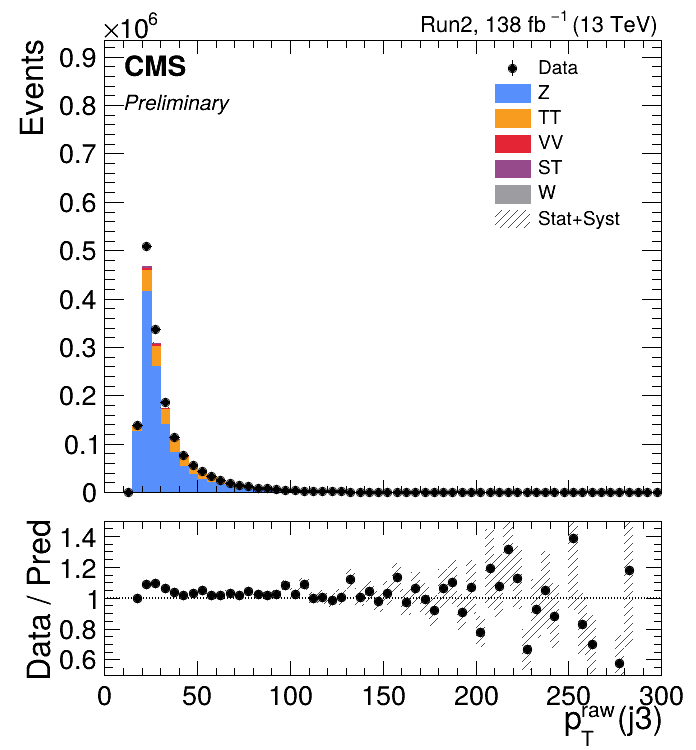 ×10⁶
Run2, 138 fb⁻¹ (13 TeV)
Events
CMS
Preliminary
Data
Z
TT
VV
ST
W
Stat+Syst
0.9
0.8
0.7
0.6
0.5
0.4
0.3
0.2
0.1
0
Data / Pred
1.4
1.2
1
0.8
0.6
0 50 100 150 200 250 300
p_T^raw (j3)